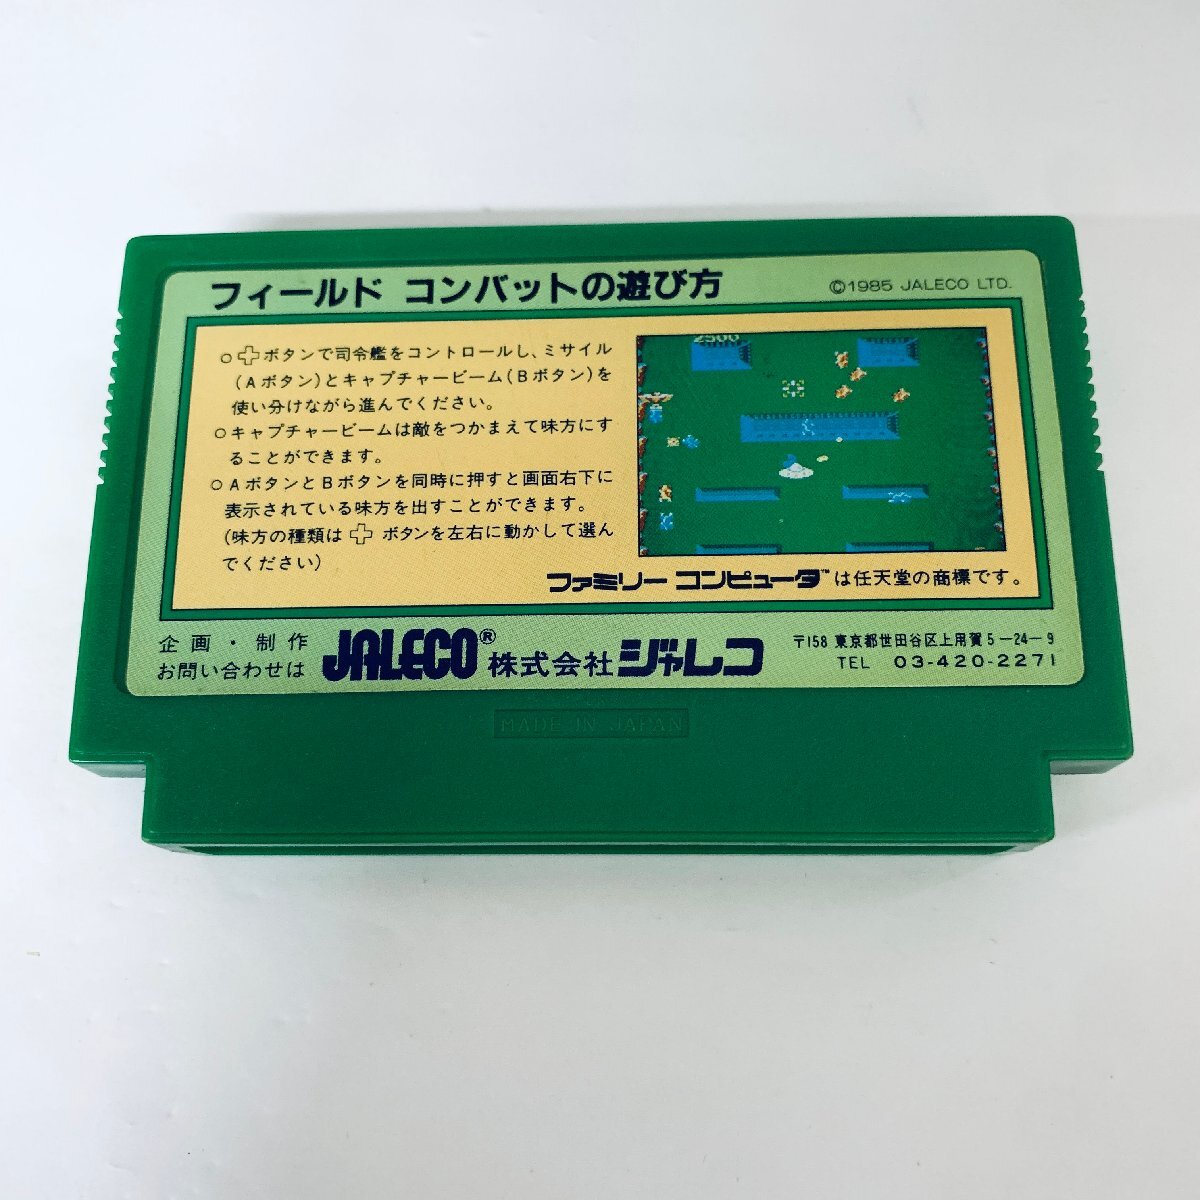 フィールド コンバットの遊び方
©1985 JALECO LTD.
○✚ボタンで司令艦をコントロールし、ミサイル
(Aボタン)とキャプチャービーム(Bボタン)を
使い分けながら進んでください。
○キャプチャービームは敵をつかまえて味方にす
ることができます。
○AボタンとBボタンを同時に押すと画面右下に
表示されている味方を出すことができます。
(味方の種類は✚ボタンを左右に動かして選ん
でください)
2500
ファミリー コンピュータ™は任天堂の商標です。
企画・制作
お問い合わせは
JALECO® 株式会社ジャレコ
〒158 東京都世田谷区上用賀5-24-9
TEL 03-420-2271
MADE IN JAPAN